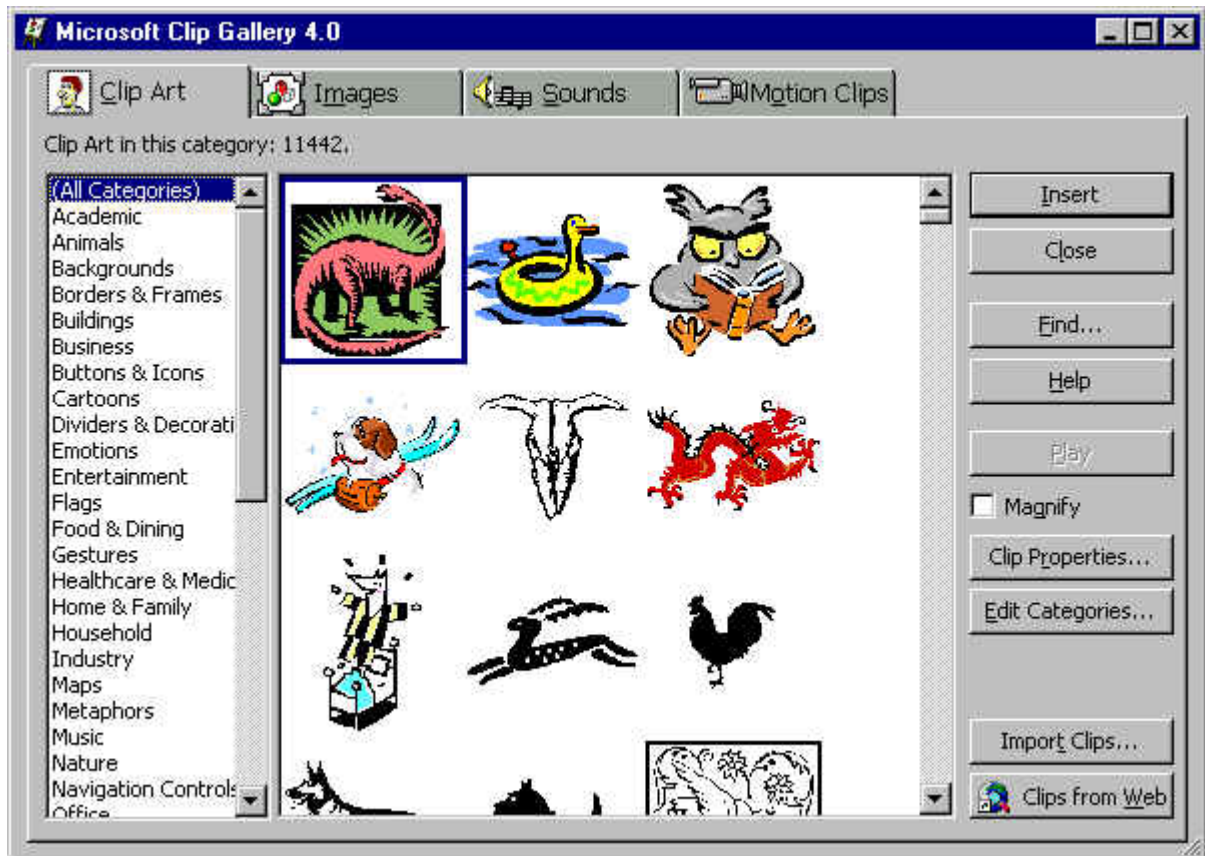 Microsoft Clip Gallery 4.0
Clip Art
Images
Sounds
Motion Clips
Clip Art in this category: 11442.
(All Categories)
Academic
Animals
Backgrounds
Borders & Frames
Buildings
Business
Buttons & Icons
Cartoons
Dividers & Decorati
Emotions
Entertainment
Flags
Food & Dining
Gestures
Healthcare & Medic
Home & Family
Household
Industry
Maps
Metaphors
Music
Nature
Navigation Controls
Office
Insert
Close
Find...
Help
Play
Magnify
Clip Properties...
Edit Categories...
Import Clips...
Clips from Web